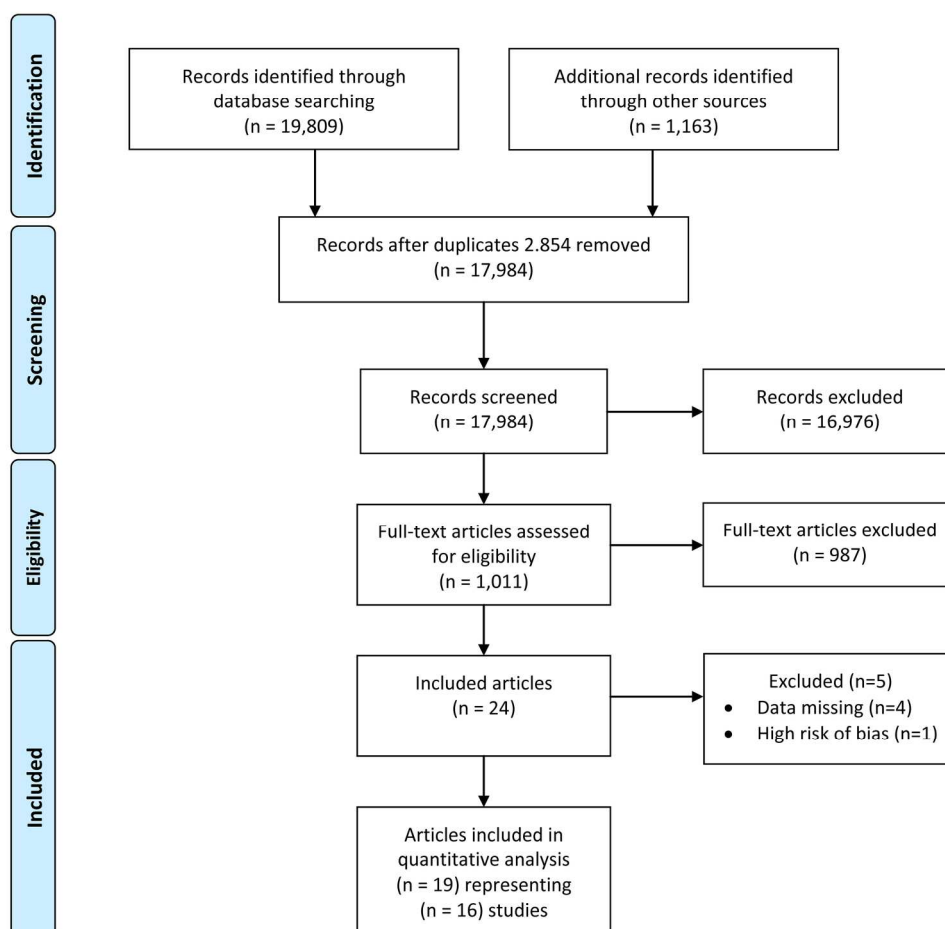 Identification
Records identified through
database searching
(n = 19,809)
Additional records identified
through other sources
(n = 1,163)
Screening
Records after duplicates 2.854 removed
(n = 17,984)
Records screened
(n = 17,984)
Records excluded
(n = 16,976)
Eligibility
Full-text articles assessed
for eligibility
(n = 1,011)
Full-text articles excluded
(n = 987)
Included
Included articles
(n = 24)
Excluded (n=5)
• Data missing (n=4)
• High risk of bias (n=1)
Articles included in
quantitative analysis
(n = 19) representing
(n = 16) studies